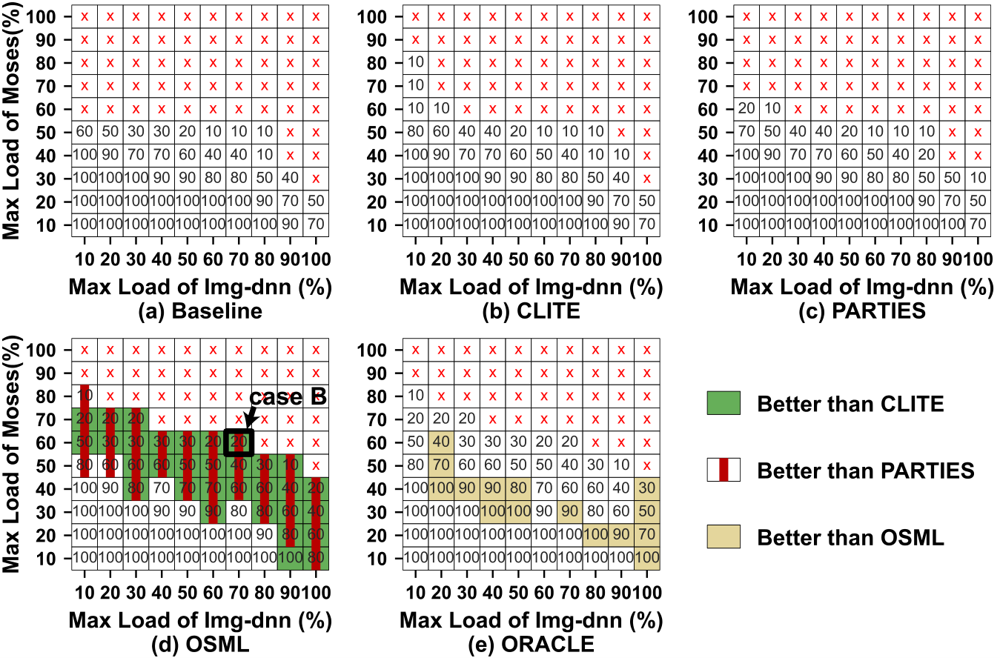 Max Load of Moses(%)
100 x x x x x x x x x x
90 x x x x x x x x x x
80 x x x x x x x x x x
70 x x x x x x x x x x
60 x x x x x x x x x x
50 60 50 30 30 20 10 10 10 x x
40 100 90 70 70 60 40 40 10 x x
30 100 100 100 90 90 80 80 50 40 x
20 100 100 100 100 100 100 100 90 70 50
10 100 100 100 100 100 100 100 100 90 70
10 20 30 40 50 60 70 80 90 100
Max Load of Img-dnn (%)
(a) Baseline
100 x x x x x x x x x x
90 x x x x x x x x x x
80 10 x x x x x x x x x
70 10 x x x x x x x x x
60 10 10 x x x x x x x x
50 80 60 40 40 20 10 10 10 x x
40 100 90 70 70 60 50 40 10 10 x
30 100 100 100 90 90 80 80 50 40 x
20 100 100 100 100 100 100 100 90 70 50
10 100 100 100 100 100 100 100 100 90 70
10 20 30 40 50 60 70 80 90 100
Max Load of Img-dnn (%)
(b) CLITE
100 x x x x x x x x x x
90 x x x x x x x x x x
80 x x x x x x x x x x
70 x x x x x x x x x x
60 20 10 x x x x x x x x
50 70 50 40 40 20 10 10 10 x x
40 100 90 70 70 60 50 40 20 x x
30 100 100 100 90 90 80 80 50 50 10
20 100 100 100 100 100 100 100 90 70 50
10 100 100 100 100 100 100 100 100 100 70
10 20 30 40 50 60 70 80 90 100
Max Load of Img-dnn (%)
(c) PARTIES
Max Load of Moses(%)
100 x x x x x x x x x x
90 x x x x x x x x x x
80 10 x x x x x x x x x
case B
70 20 20 20 x x x x x x x
60 50 30 30 30 30 20 20 x x x
50 80 60 60 60 50 50 40 30 10 x
40 100 90 80 70 70 70 60 60 40 20
30 100 100 100 90 90 90 80 80 60 40
20 100 100 100 100 100 100 100 90 80 60
10 100 100 100 100 100 100 100 100 100 80
10 20 30 40 50 60 70 80 90 100
Max Load of Img-dnn (%)
(d) OSML
100 x x x x x x x x x x
90 x x x x x x x x x x
80 10 x x x x x x x x x
70 20 20 20 x x x x x x x
60 50 40 30 30 30 20 20 x x x
50 80 70 60 60 50 50 40 30 10 x
40 100 100 90 90 80 70 60 60 40 30
30 100 100 100 100 100 90 90 80 60 50
20 100 100 100 100 100 100 100 100 90 70
10 100 100 100 100 100 100 100 100 100 100
10 20 30 40 50 60 70 80 90 100
Max Load of Img-dnn (%)
(e) ORACLE
Better than CLITE
Better than PARTIES
Better than OSML